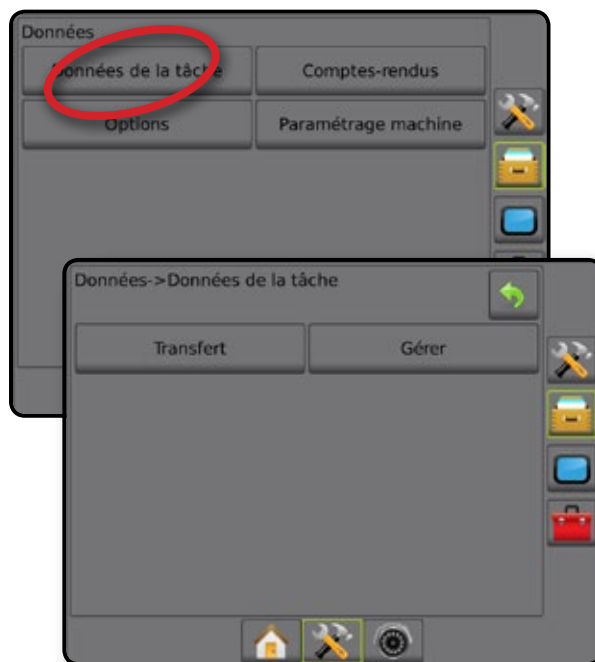 Données
Données de la tâche
Comptes-rendus
Options
Paramétrage machine
Données->Données de la tâche
Transfert
Gérer